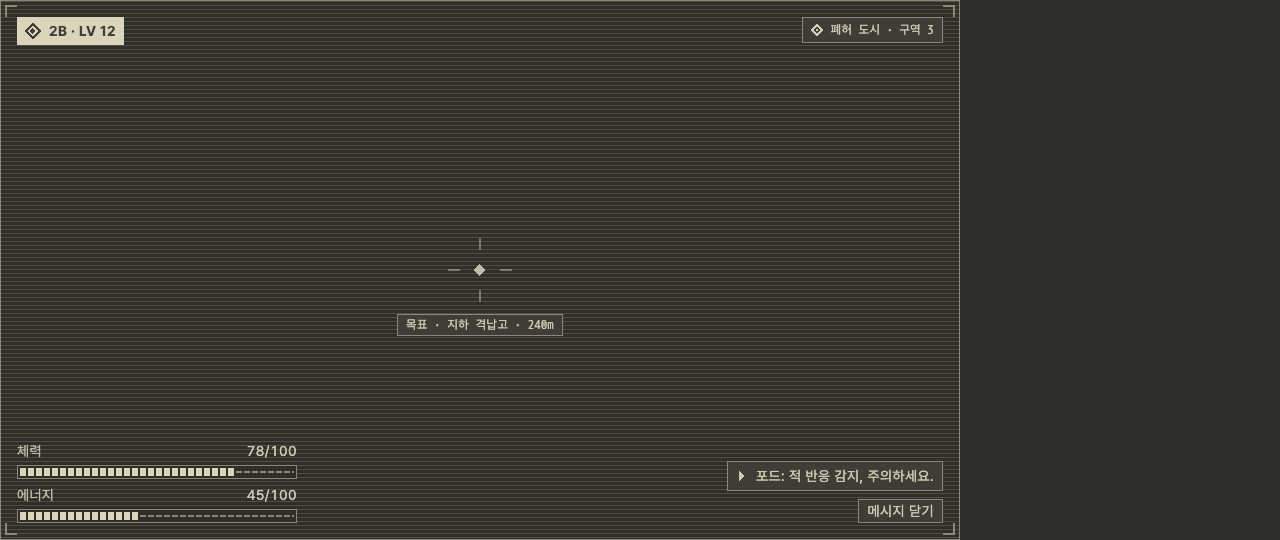 2B · LV 12
폐허 도시 · 구역 3
목표 · 지하 격납고 · 240m
체력 78/100
에너지 45/100
포드: 적 반응 감지, 주의하세요.
메시지 닫기